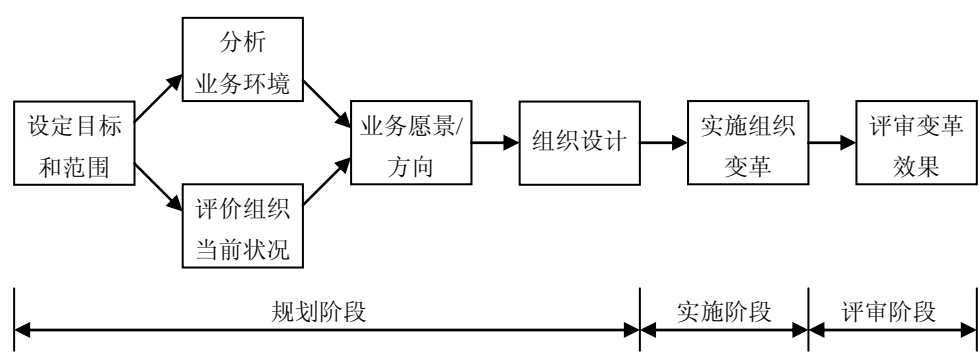 分析
业务环境
设定目标
和范围
评价组织
当前状况
业务愿景/
方向
组织设计
实施组织
变革
评审变革
效果
规划阶段
实施阶段
评审阶段